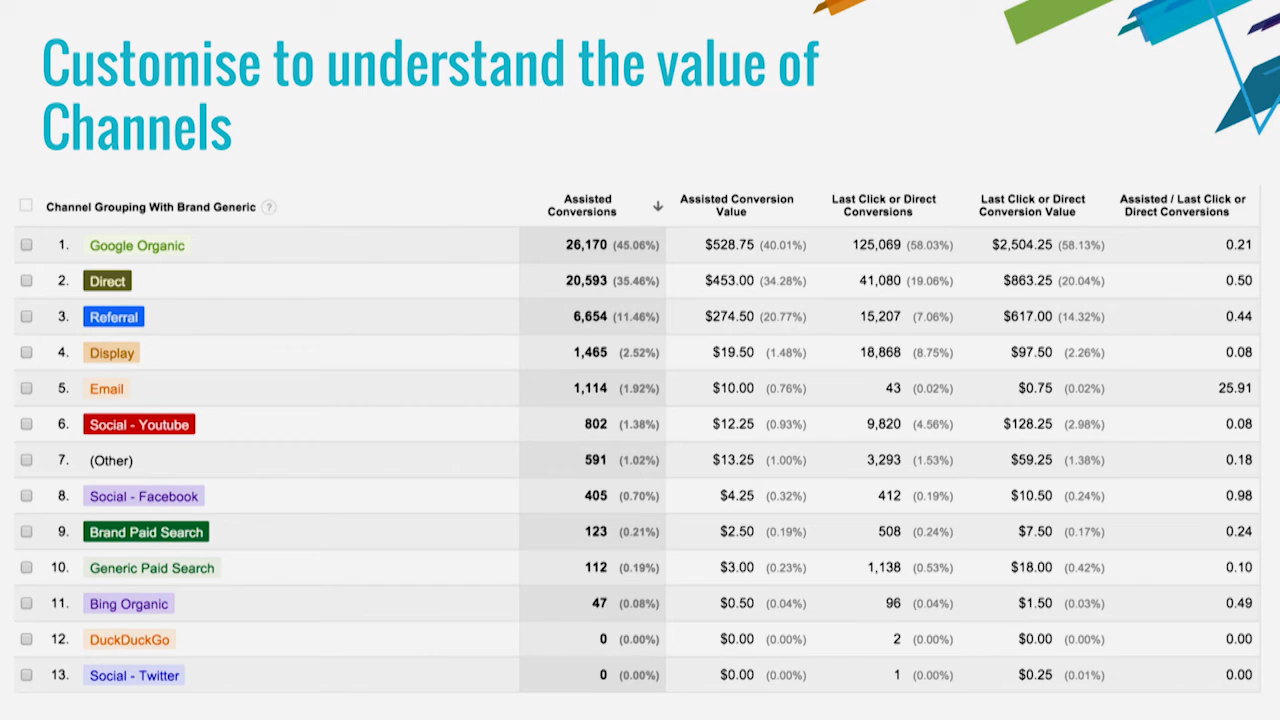 Customise to understand the value of
Channels
Channel Grouping With Brand Generic ? Assisted Conversions Assisted Conversion Value Last Click or Direct Conversions Last Click or Direct Conversion Value Assisted / Last Click or Direct Conversions
1. Google Organic 26,170 (45.06%) $528.75 (40.01%) 125,069 (58.03%) $2,504.25 (58.13%) 0.21
2. Direct 20,593 (35.46%) $453.00 (34.28%) 41,080 (19.06%) $863.25 (20.04%) 0.50
3. Referral 6,654 (11.46%) $274.50 (20.77%) 15,207 (7.06%) $617.00 (14.32%) 0.44
4. Display 1,465 (2.52%) $19.50 (1.48%) 18,868 (8.75%) $97.50 (2.26%) 0.08
5. Email 1,114 (1.92%) $10.00 (0.76%) 43 (0.02%) $0.75 (0.02%) 25.91
6. Social - Youtube 802 (1.38%) $12.25 (0.93%) 9,820 (4.56%) $128.25 (2.98%) 0.08
7. (Other) 591 (1.02%) $13.25 (1.00%) 3,293 (1.53%) $59.25 (1.38%) 0.18
8. Social - Facebook 405 (0.70%) $4.25 (0.32%) 412 (0.19%) $10.50 (0.24%) 0.98
9. Brand Paid Search 123 (0.21%) $2.50 (0.19%) 508 (0.24%) $7.50 (0.17%) 0.24
10. Generic Paid Search 112 (0.19%) $3.00 (0.23%) 1,138 (0.53%) $18.00 (0.42%) 0.10
11. Bing Organic 47 (0.08%) $0.50 (0.04%) 96 (0.04%) $1.50 (0.03%) 0.49
12. DuckDuckGo 0 (0.00%) $0.00 (0.00%) 2 (0.00%) $0.00 (0.00%) 0.00
13. Social - Twitter 0 (0.00%) $0.00 (0.00%) 1 (0.00%) $0.25 (0.01%) 0.00